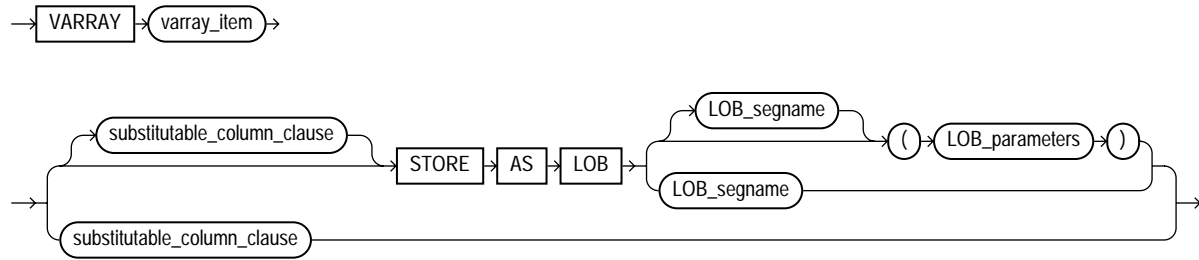 VARRAY varray_item
LOB_segname
substitutable_column_clause ( LOB_parameters )
STORE AS LOB
LOB_segname
substitutable_column_clause